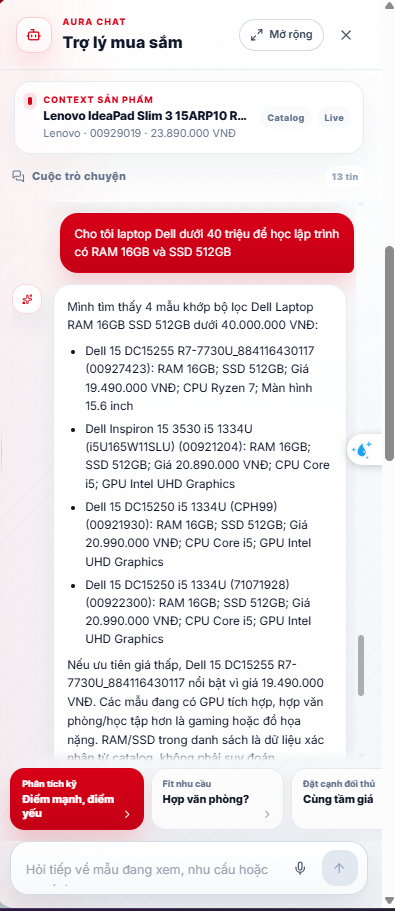 AURA CHAT
Trợ lý mua sắm
Mở rộng
CONTEXT SẢN PHẨM
Lenovo IdeaPad Slim 3 15ARP10 R...
Lenovo · 00929019 · 23.890.000 VNĐ
Catalog
Live
Cuộc trò chuyện
13 tin
Cho tôi laptop Dell dưới 40 triệu để học lập trình
có RAM 16GB và SSD 512GB
Mình tìm thấy 4 mẫu khớp bộ lọc Dell Laptop
RAM 16GB SSD 512GB dưới 40.000.000 VNĐ:
• Dell 15 DC15255 R7-7730U_884116430117
(00927423): RAM 16GB; SSD 512GB; Giá
19.490.000 VNĐ; CPU Ryzen 7; Màn hình
15.6 inch
• Dell Inspiron 15 3530 i5 1334U
(i5U165W11SLU) (00921204): RAM 16GB;
SSD 512GB; Giá 20.890.000 VNĐ; CPU Core
i5; GPU Intel UHD Graphics
• Dell 15 DC15250 i5 1334U (CPH99)
(00921930): RAM 16GB; SSD 512GB; Giá
20.990.000 VNĐ; CPU Core i5; GPU Intel
UHD Graphics
• Dell 15 DC15250 i5 1334U (71071928)
(00922300): RAM 16GB; SSD 512GB; Giá
20.990.000 VNĐ; CPU Core i5; GPU Intel
UHD Graphics
Nếu ưu tiên giá thấp, Dell 15 DC15255 R7-
7730U_884116430117 nổi bật vì giá 19.490.000
VNĐ. Các mẫu đang có GPU tích hợp, hợp văn
phòng/học tập hơn là gaming hoặc đồ họa
nặng. RAM/SSD trong danh sách là dữ liệu xác
nhận từ catalog, không phải suy đoán
Phân tích kỹ
Điểm mạnh, điểm
yếu
Fit nhu cầu
Hợp văn phòng?
Đặt cạnh đối thủ
Cùng tầm giá
Hỏi tiếp về mẫu đang xem, nhu cầu hoặc